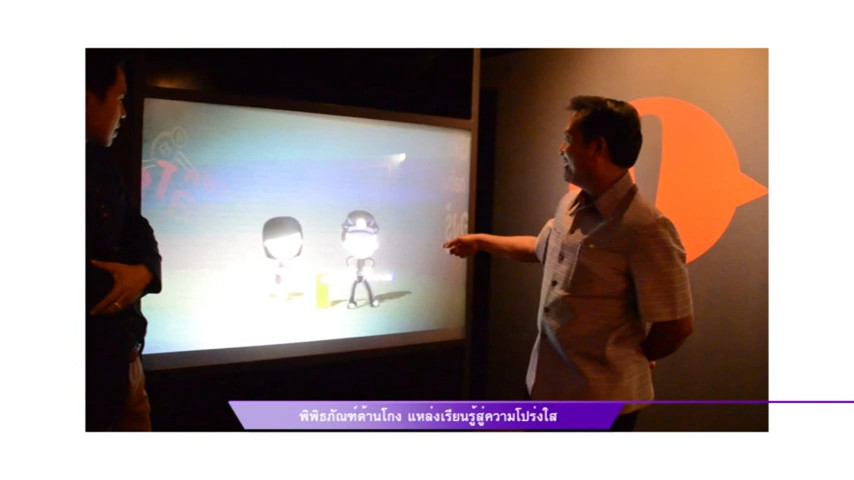 พิพิธภัณฑ์ต้านโกง แหล่งเรียนรู้สู่ความโปร่งใส